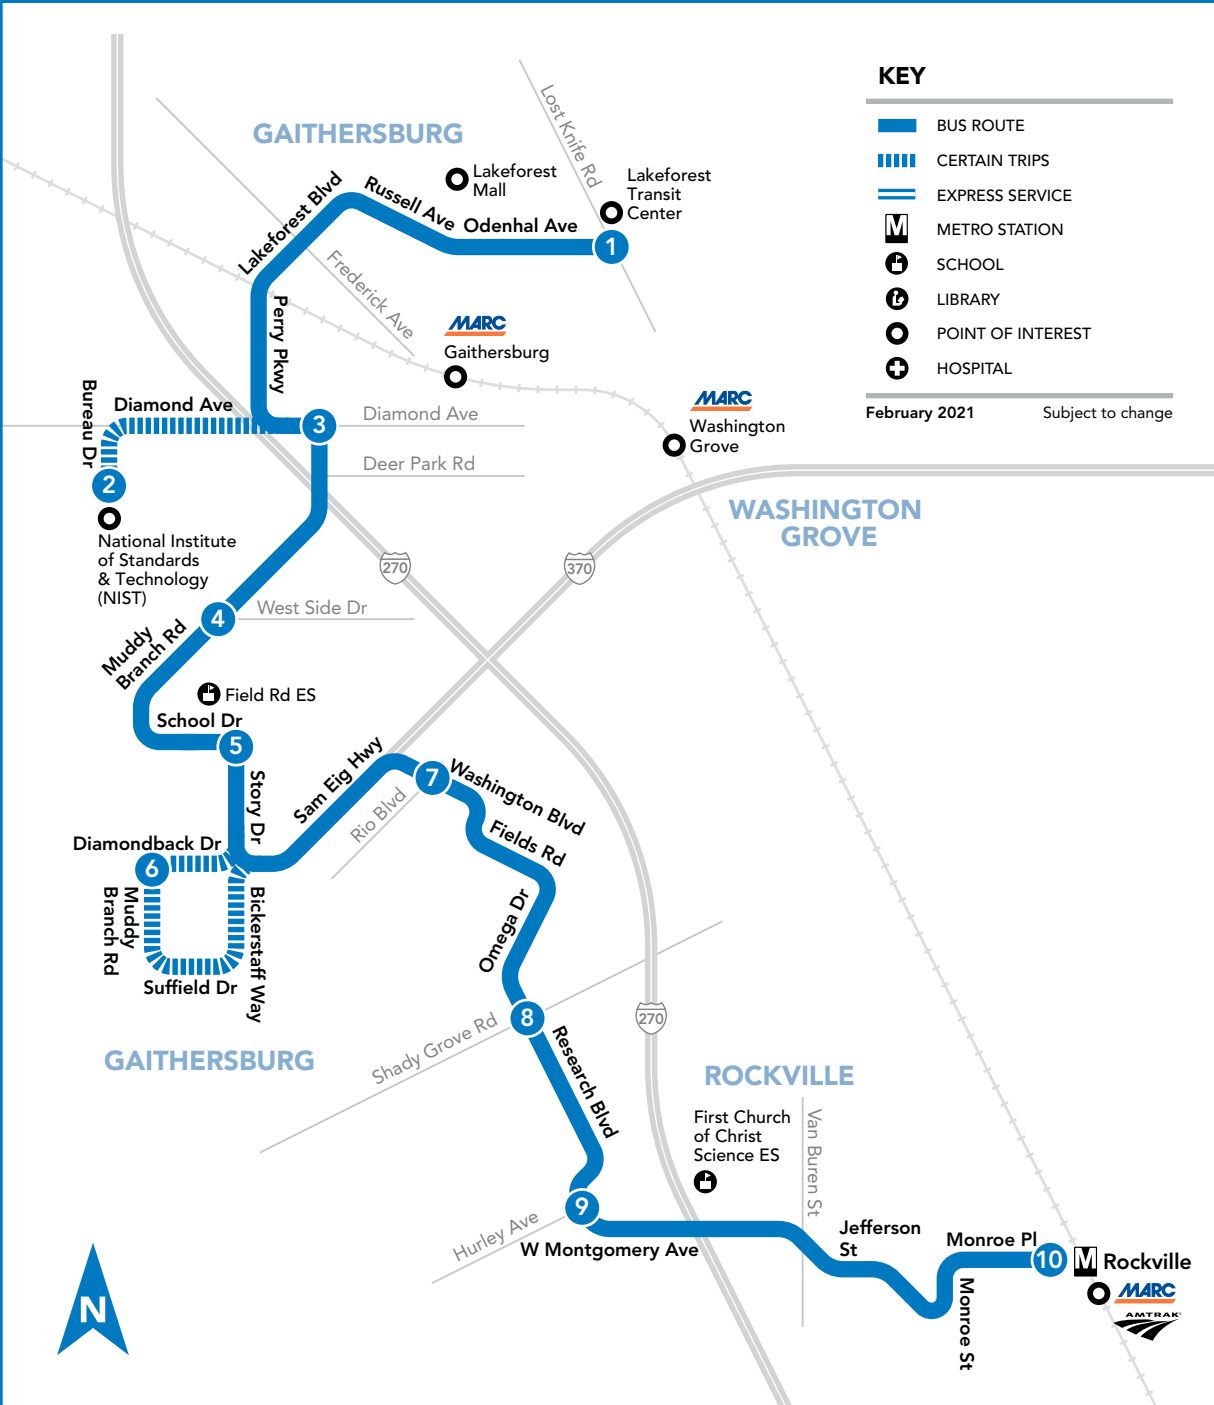 KEY
BUS ROUTE
CERTAIN TRIPS
EXPRESS SERVICE
M
METRO STATION
SCHOOL
LIBRARY
POINT OF INTEREST
HOSPITAL
February 2021
Subject to change
GAITHERSBURG
Lost Knife Rd
Lakeforest
Mall
Lakeforest
Transit
Center
Lakeforest Blvd
Russell Ave
Odenhal Ave
1
Frederick Ave
Perry Pkwy
MARC
Gaithersburg
MARC
Washington
Grove
Bureau Dr
Diamond Ave
3
Diamond Ave
Deer Park Rd
2
National Institute
of Standards
& Technology
(NIST)
WASHINGTON
GROVE
270
370
4
West Side Dr
Muddy
Branch Rd
Field Rd ES
School Dr
5
Story Dr
Sam Eig Hwy
7
Washington Blvd
Rio Blvd
Fields Rd
Diamondback Dr
6
Muddy
Branch Rd
Bickerstaff Way
Suffield Dr
Omega Dr
8
Shady Grove Rd
270
GAITHERSBURG
Research Blvd
ROCKVILLE
First Church
of Christ
Science ES
Van Buren St
9
Hurley Ave
W Montgomery Ave
Jefferson
St
Monroe Pl
10
M
Rockville
MARC
AMTRAK
Monroe St
N